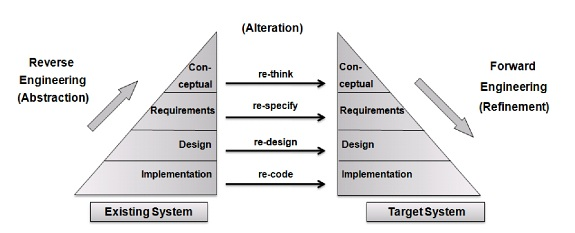 (Alteration)
Reverse
Engineering
(Abstraction)
Con-
ceptual
re-think
Con-
ceptual
Forward
Engineering
(Refinement)
Requirements
re-specify
Requirements
Design
re-design
Design
Implementation
re-code
Implementation
Existing System
Target System